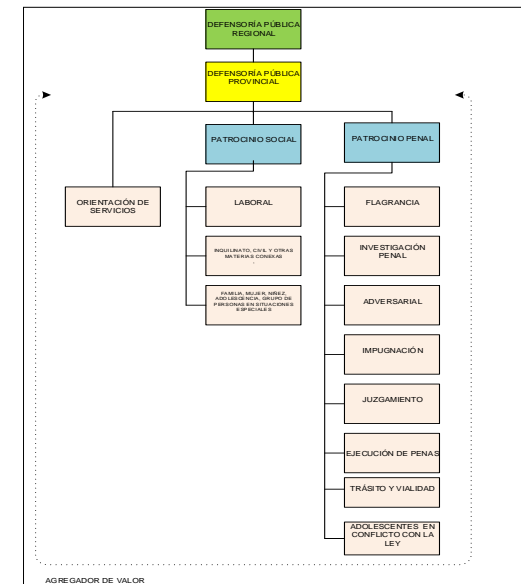 DEFENSORÍA PÚBLICA
REGIONAL
DEFENSORÍA PÚBLICA
PROVINCIAL
PATROCINIO SOCIAL
PATROCINIO PENAL
ORIENTACIÓN DE
SERVICIOS
LABORAL
INQUILINATO, CIVIL Y OTRAS
MATERIAS CONEXAS
.
FAMILIA, MUJER, NIÑEZ,
ADOLESCENCIA, GRUPO DE
PERSONAS EN SITUACIONES
ESPECIALES
FLAGRANCIA
INVESTIGACIÓN
PENAL
ADVERSARIAL
IMPUGNACIÓN
JUZGAMIENTO
EJECUCIÓN DE PENAS
TRÁSITO Y VIALIDAD
ADOLESCENTES EN
CONFLICTO CON LA
LEY
AGREGADOR DE VALOR